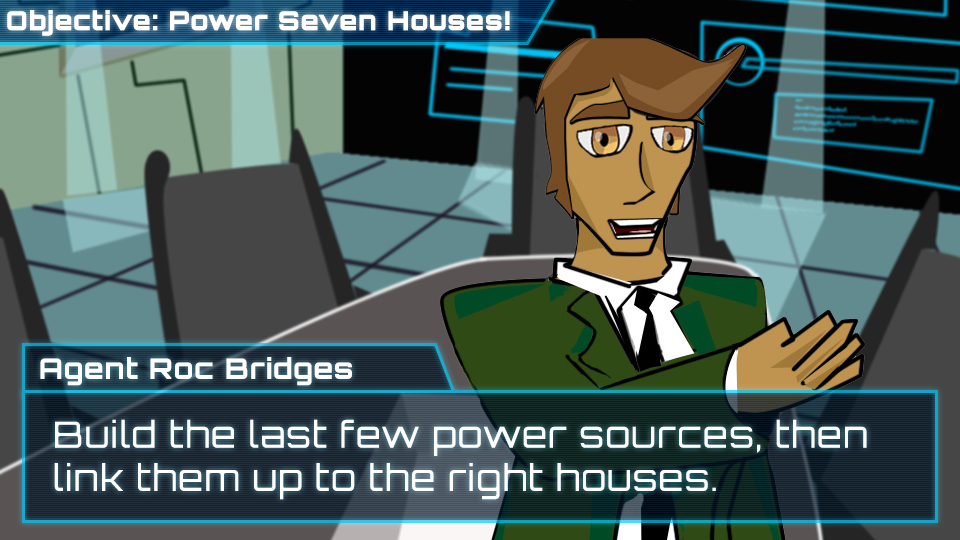 Objective: Power Seven Houses!
Agent Roc Bridges
Build the last few power sources, then
link them up to the right houses.